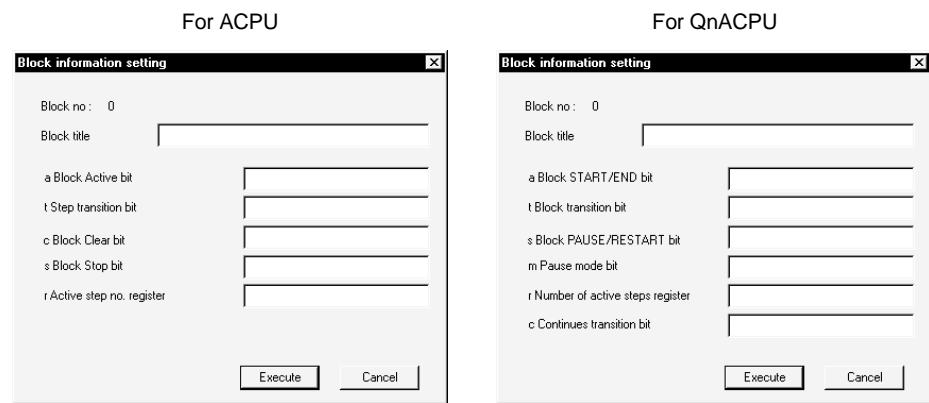 For ACPU
Block information setting
Block no : 0
Block title
a Block Active bit
t Step transition bit
c Block Clear bit
s Block Stop bit
r Active step no. register
Execute Cancel
For QnACPU
Block information setting
Block no : 0
Block title
a Block START/END bit
t Block transition bit
s Block PAUSE/RESTART bit
m Pause mode bit
r Number of active steps register
c Continues transition bit
Execute Cancel